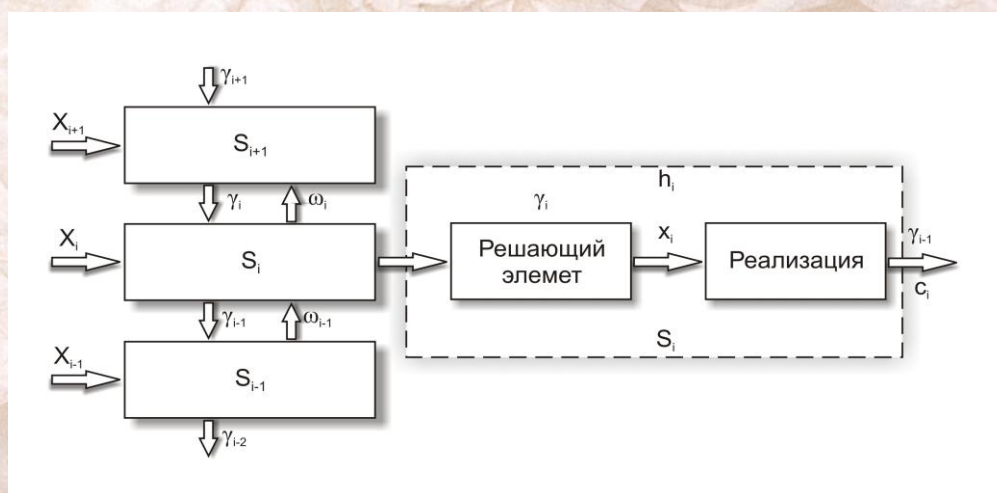 γi+1
Xi+1
Si+1
γi ωi
Xi
Si
γi-1 ωi-1
Xi-1
Si-1
γi-2
hi
γi
Решающий
элемет
xi
Реализация
γi-1
ci
Si